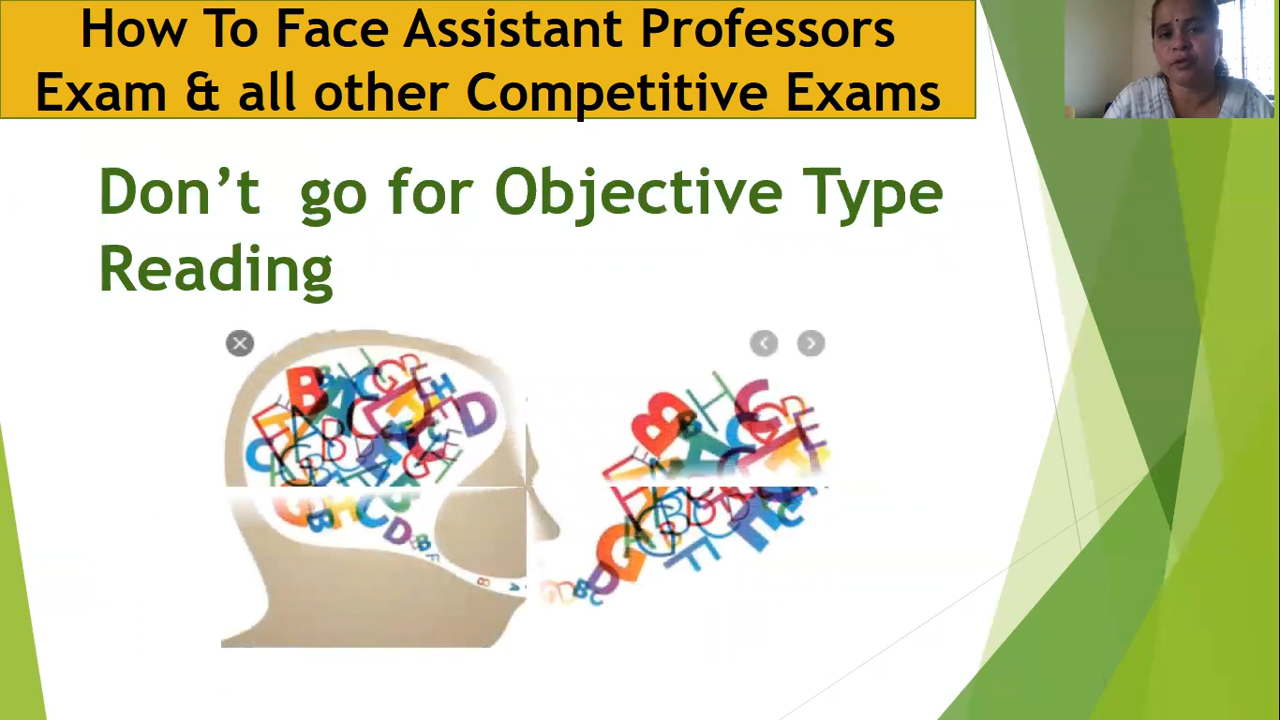 How To Face Assistant Professors
Exam & all other Competitive Exams
Don't  go for Objective Type
Reading